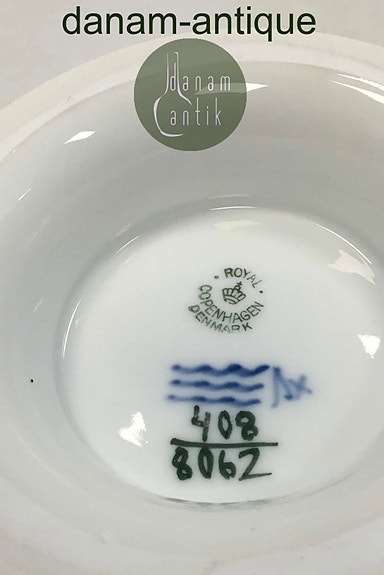 danam-antique
danam
antik
• ROYAL •
COPENHAGEN
DENMARK
408
8062